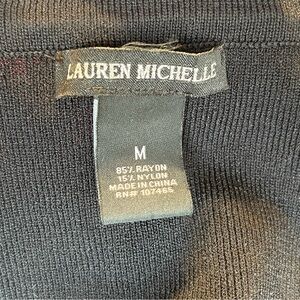 LAUREN MICHELLE
M
85% RAYON
15% NYLON
MADE IN CHINA
RN# 107465